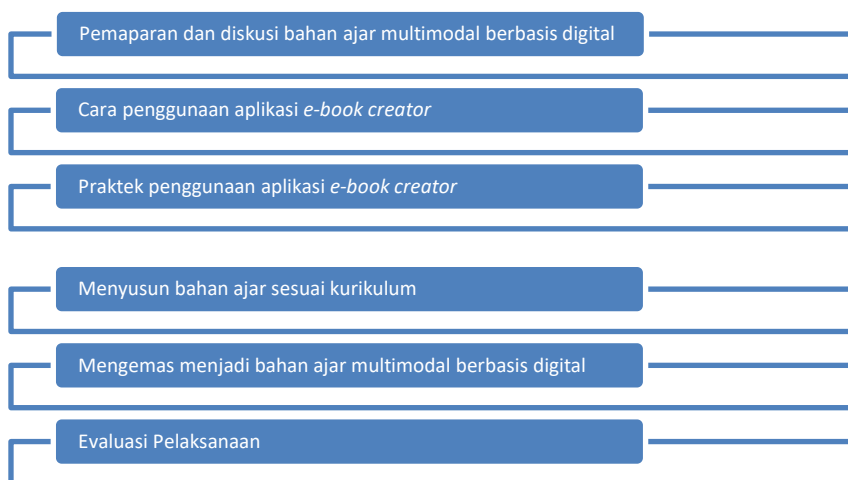 Pemaparan dan diskusi bahan ajar multimodal berbasis digital
Cara penggunaan aplikasi e-book creator
Praktek penggunaan aplikasi e-book creator
Menyusun bahan ajar sesuai kurikulum
Mengemas menjadi bahan ajar multimodal berbasis digital
Evaluasi Pelaksanaan